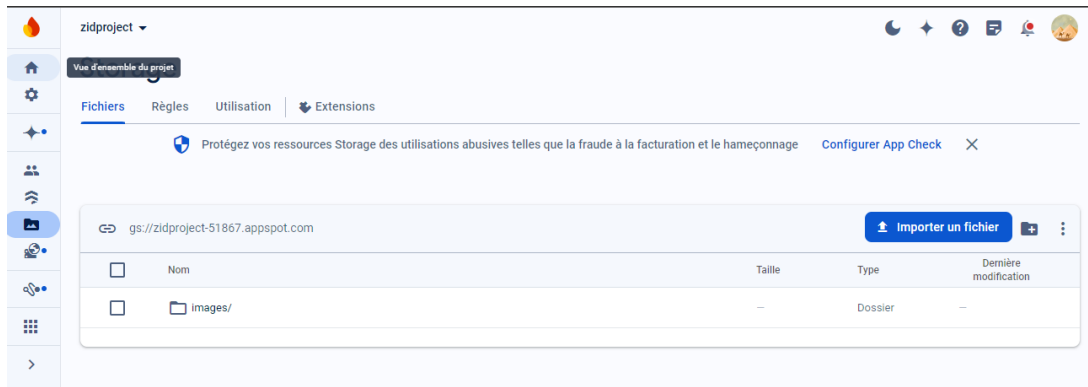 zidproject
Storage
Vue d'ensemble du projet
Fichiers Règles Utilisation Extensions
Protégez vos ressources Storage des utilisations abusives telles que la fraude à la facturation et le hameçonnage Configurer App Check
gs://zidproject-51867.appspot.com Importer un fichier
Nom Taille Type Dernière
modification
images/ — Dossier —